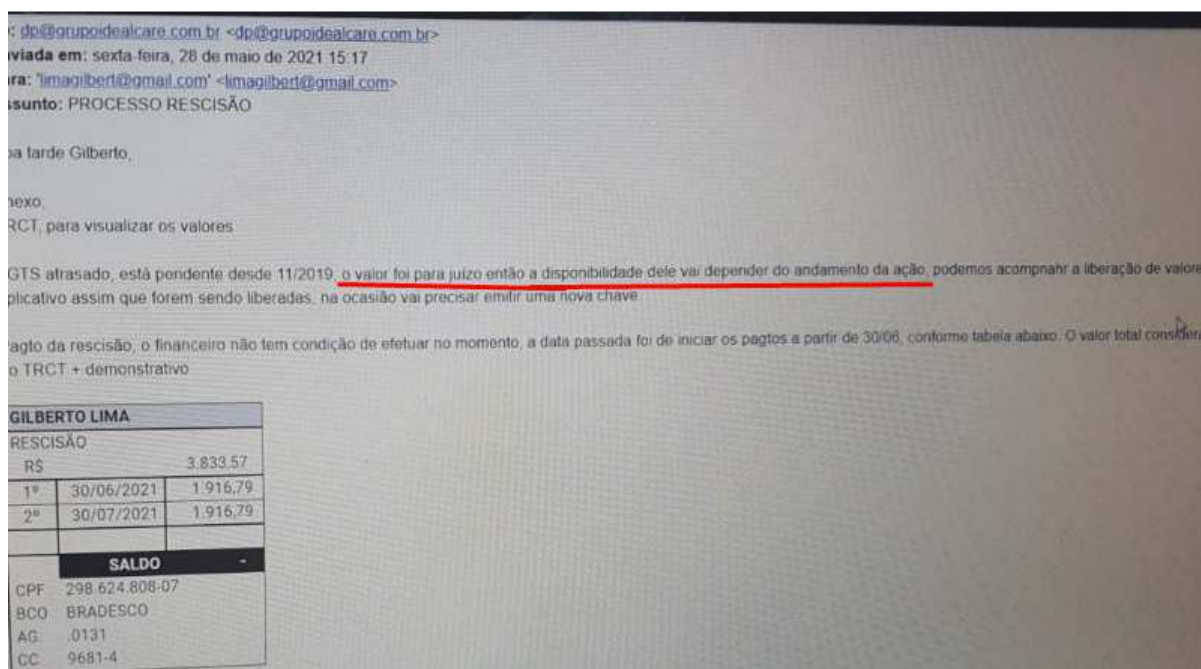 : dp@grupoidealcare.com.br <dp@grupoidealcare.com.br>
nviada em: sexta-feira, 28 de maio de 2021 15:17
ara: 'limagilbert@gmail.com' <limagilbert@gmail.com>
ssunto: PROCESSO RESCISÃO
oa tarde Gilberto,
nexo,
RCT, para visualizar os valores
GTS atrasado, está pendente desde 11/2019, o valor foi para juízo então a disponibilidade dele vai depender do andamento da ação, podemos acompnahr a liberação de valore
plicativo assim que forem sendo liberadas, na ocasião vai precisar emitir uma nova chave.
agto da rescisão, o financeiro não tem condição de efetuar no momento, a data passada foi de iniciar os pagtos a partir de 30/06, conforme tabela abaixo. O valor total considera
o TRCT + demonstrativo
GILBERTO LIMA
RESCISÃO
R$ 3.833,57
1º 30/06/2021 1.916,79
2º 30/07/2021 1.916,79
SALDO -
CPF 298.624.808-07
BCO BRADESCO
AG. .0131
CC 9681-4